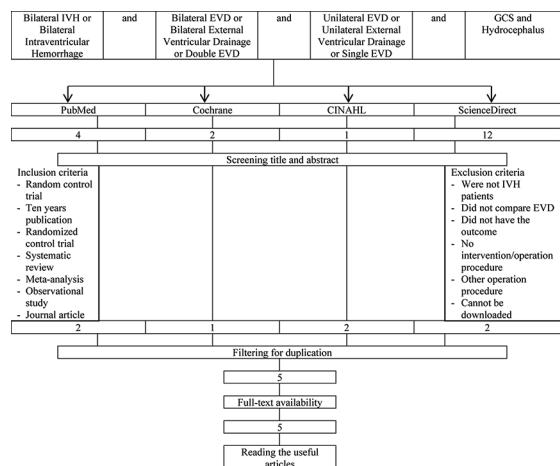 Bilateral IVH or
Bilateral
Intraventricular
Hemorrhage
and
Bilateral EVD or
Bilateral External
Ventricular Drainage
or Double EVD
and
Unilateral EVD or
Unilateral External
Ventricular Drainage
or Single EVD
and
GCS and
Hydrocephalus
PubMed
Cochrane
CINAHL
ScienceDirect
4
2
1
12
Screening title and abstract
Inclusion criteria
- Random control
trial
- Ten years
publication
- Randomized
control trial
- Systematic
review
- Meta-analysis
- Observational
study
- Journal article
Exclusion criteria
- Were not IVH
patients
- Did not compare EVD
- Did not have the
outcome
- No
intervention/operation
procedure
- Other operation
procedure
- Cannot be
downloaded
2
1
2
2
Filtering for duplication
5
Full-text availability
5
Reading the useful
articles